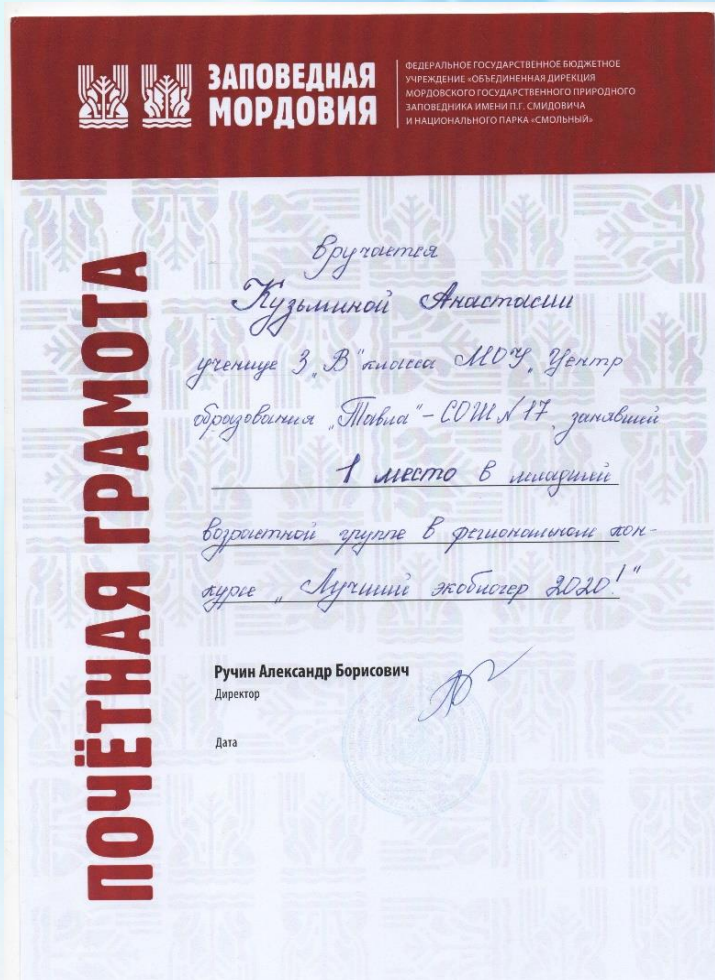 ЗАПОВЕДНАЯ
МОРДОВИЯ
ФЕДЕРАЛЬНОЕ ГОСУДАРСТВЕННОЕ БЮДЖЕТНОЕ
УЧРЕЖДЕНИЕ «ОБЪЕДИНЕННАЯ ДИРЕКЦИЯ
МОРДОВСКОГО ГОСУДАРСТВЕННОГО ПРИРОДНОГО
ЗАПОВЕДНИКА ИМЕНИ П.Г. СМИДОВИЧА
И НАЦИОНАЛЬНОГО ПАРКА «СМОЛЬНЫЙ»
ПОЧЁТНАЯ ГРАМОТА
Вручается
Кузьминой Анастасии
ученице 3 „В" класса МОУ „Центр
образования „Тавла" - СОШ №17, занявшей
1 место в младшей
возрастной группе в региональном кон-
курсе „Лучший экоблогер 2020!"
Ручин Александр Борисович
Директор
Дата